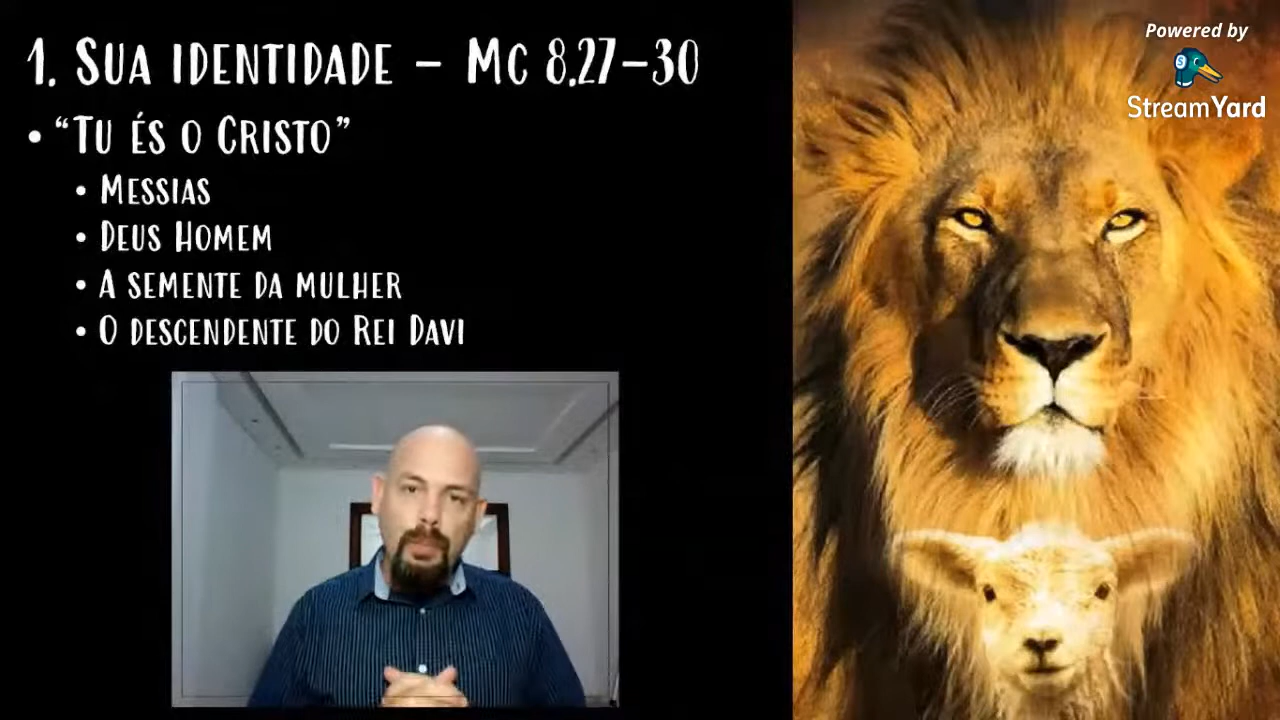 1. Sua identidade – Mc 8.27–30
• “Tu és o Cristo”
• Messias
• Deus Homem
• A semente da mulher
• O descendente do Rei Davi
Powered by
StreamYard